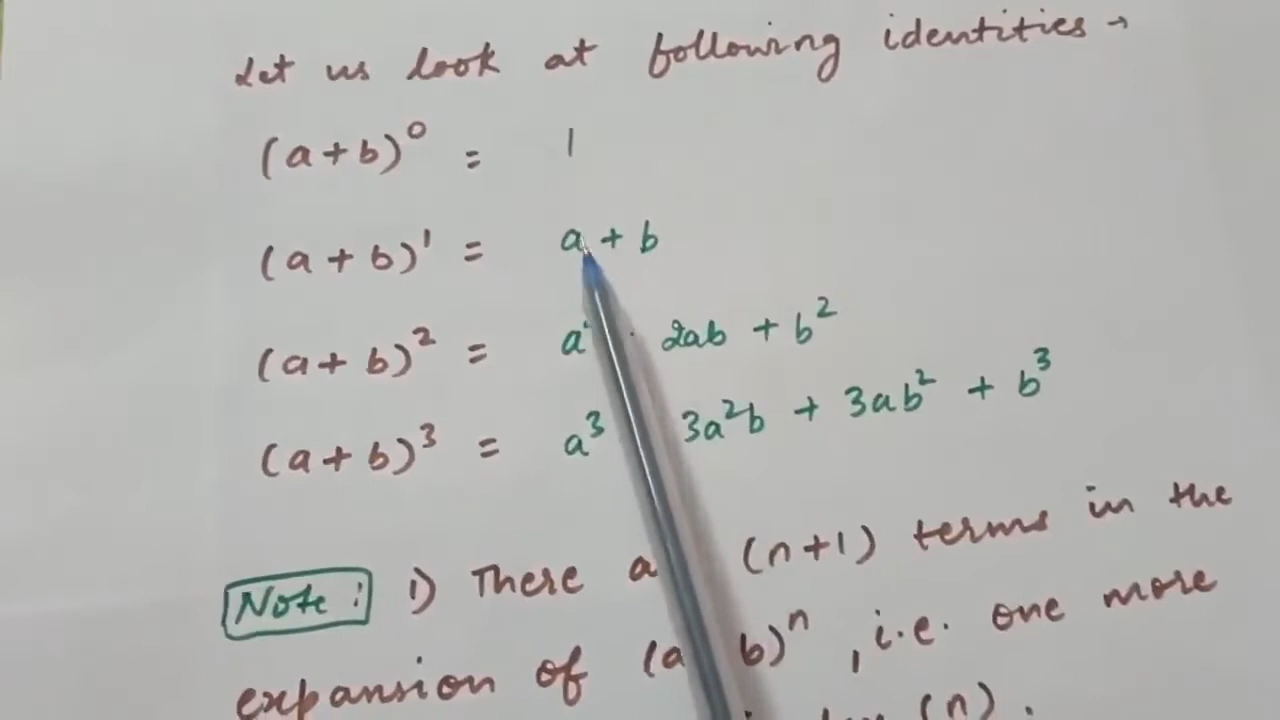 Let us look at following identities →
(a+b)⁰ = 1
(a+b)¹ = a + b
(a+b)² = a 2ab + b²
(a+b)³ = a³ 3a²b + 3ab² + b³
Note: 1) There (n+1) terms in the
expansion of (a b)ⁿ, i.e. one more
(n).